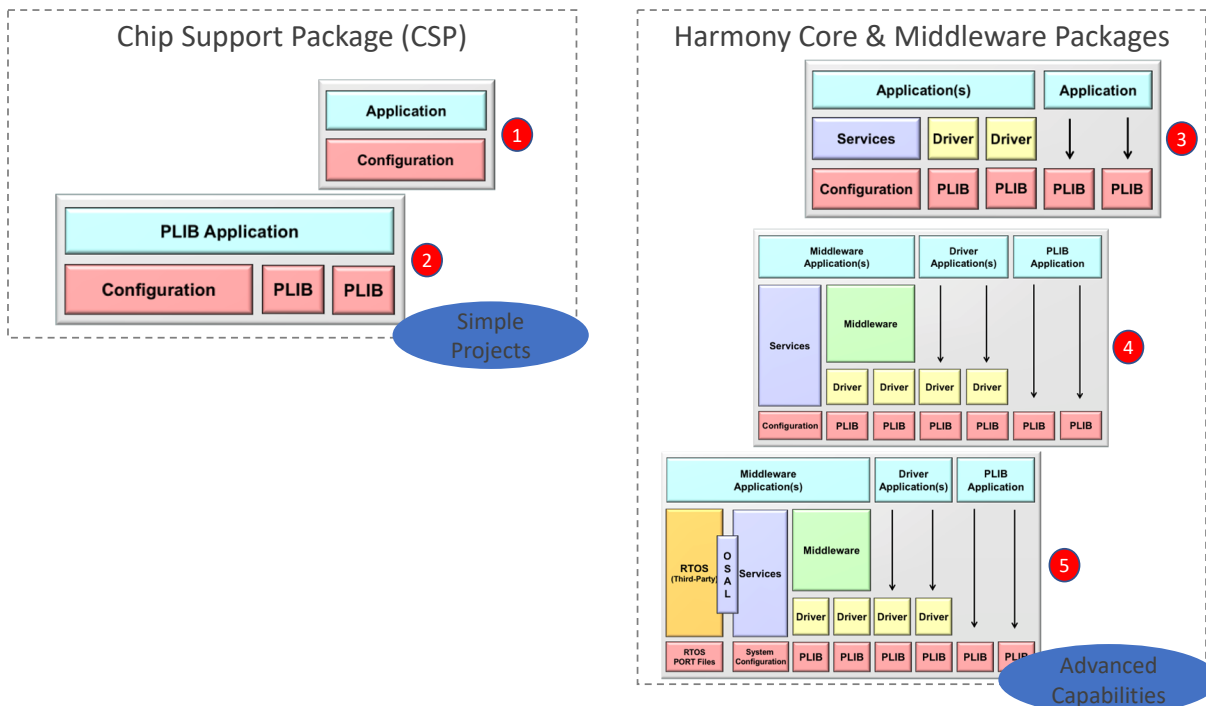 Chip Support Package (CSP)
Application
Configuration
1
PLIB Application
Configuration
PLIB
PLIB
2
Simple
Projects
Harmony Core & Middleware Packages
Application(s)
Application
Services
Driver
Driver
Configuration
PLIB
PLIB
PLIB
PLIB
3
Middleware
Application(s)
Driver
Application(s)
PLIB
Application
Services
Middleware
Driver
Driver
Driver
Driver
Configuration
PLIB
PLIB
PLIB
PLIB
PLIB
PLIB
4
Middleware
Application(s)
Driver
Application(s)
PLIB
Application
RTOS
(Third-Party)
OSAL
Services
Middleware
Driver
Driver
Driver
Driver
RTOS
PORT Files
System
Configuration
PLIB
PLIB
PLIB
PLIB
PLIB
PLIB
5
Advanced
Capabilities